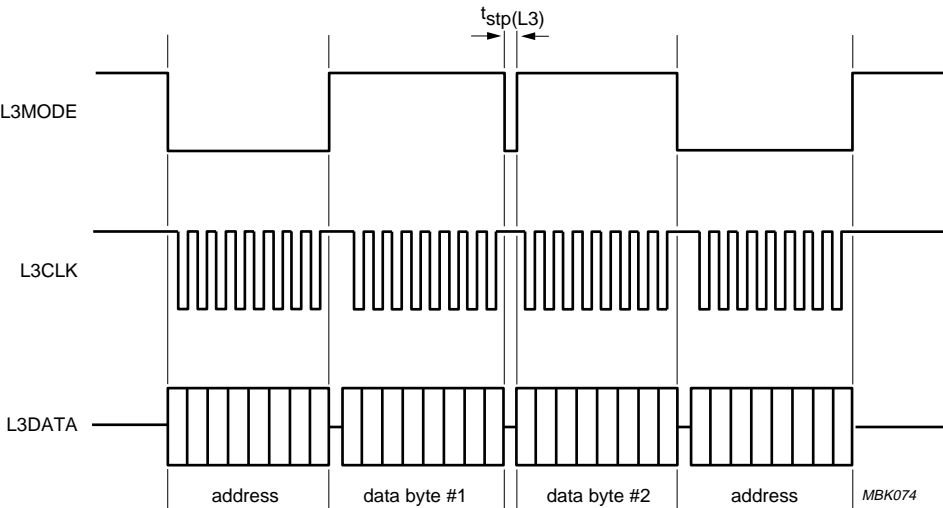 tstp(L3)
L3MODE
L3CLK
L3DATA
address
data byte #1
data byte #2
address
MBK074